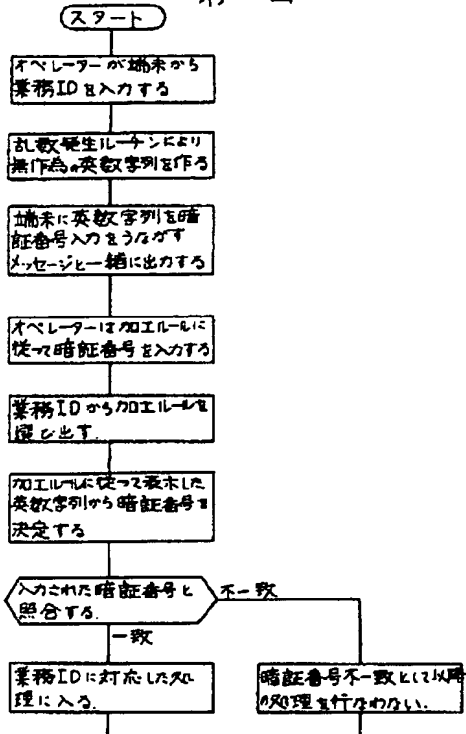 スタート
オペレーターが端末から
業務IDを入力する
乱数発生ルーチンにより
無作為の英数字列を作る
端末に英数字列を暗
証番号入力をうながす
メッセージと一緒に出力する
オペレーターは加工ルールに
従って暗証番号を入力する
業務IDから加工ルールを
選び出す.
加工ルールに従って表示した
英数字列から暗証番号を
決定する
入力された暗証番号と
照合する.
不一致
一致
業務IDに対応した処
理に入る.
暗証番号不一致として以降
の処理を行なわない.